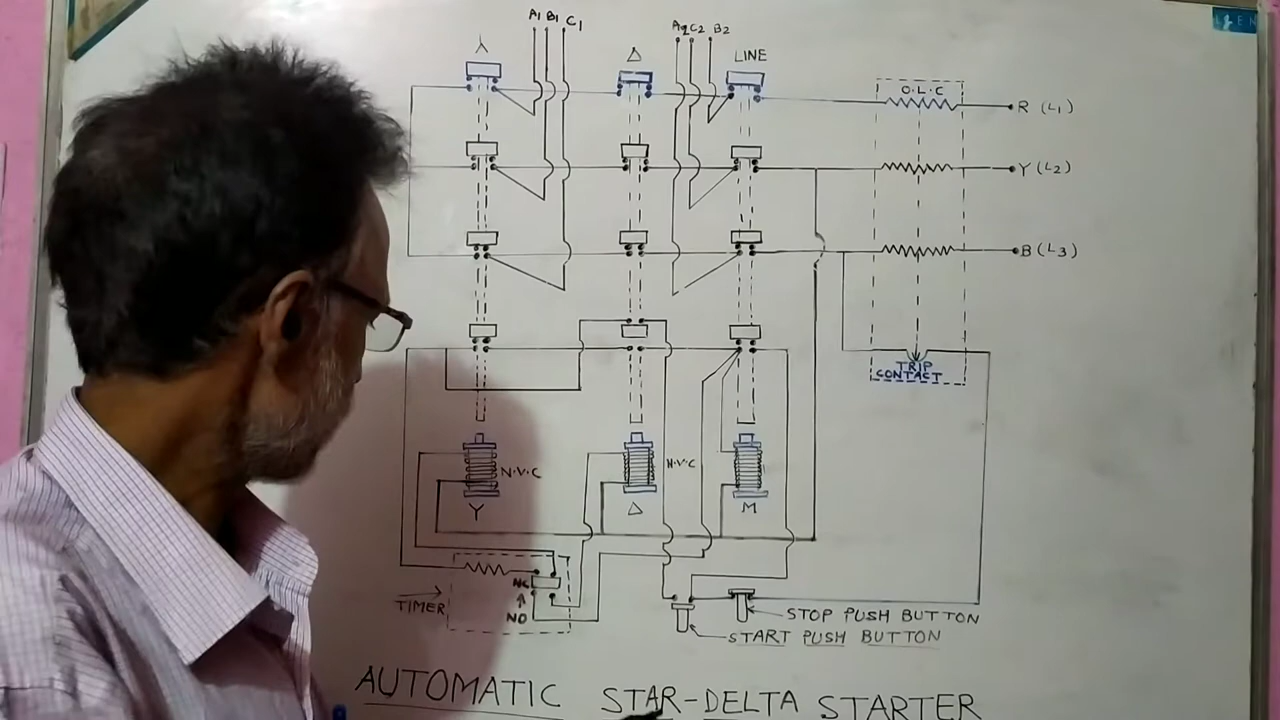 A1 B1 C1
A2 C2 B2
⅄ Δ LINE
O.L.C
R (L1)
Y (L2)
B (L3)
TRIP
CONTACT
N.V.C
N.V.C
Y Δ M
NC
TIMER
NO
STOP PUSH BUTTON
START PUSH BUTTON
AUTOMATIC STAR-DELTA STARTER